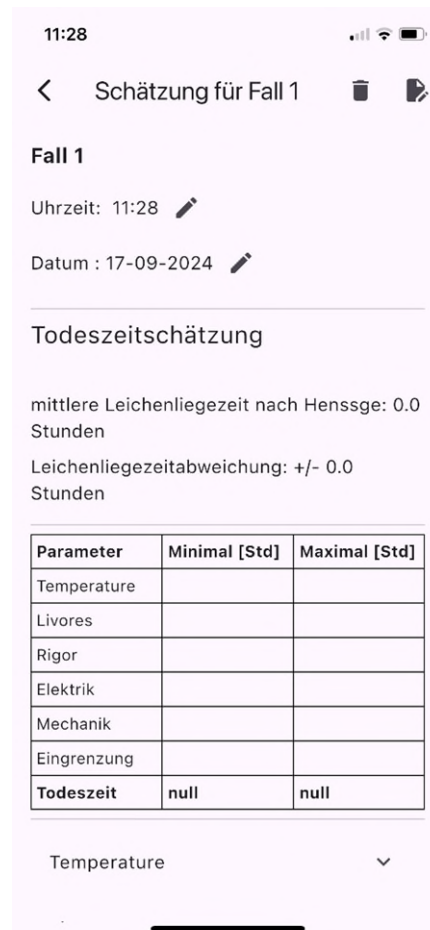 11:28
Schätzung für Fall 1
Fall 1
Uhrzeit: 11:28
Datum : 17-09-2024
Todeszeitschätzung
mittlere Leichenliegezeit nach Henssge: 0.0
Stunden
Leichenliegezeitabweichung: +/- 0.0
Stunden
Parameter Minimal [Std] Maximal [Std]
Temperature
Livores
Rigor
Elektrik
Mechanik
Eingrenzung
Todeszeit null null
Temperature